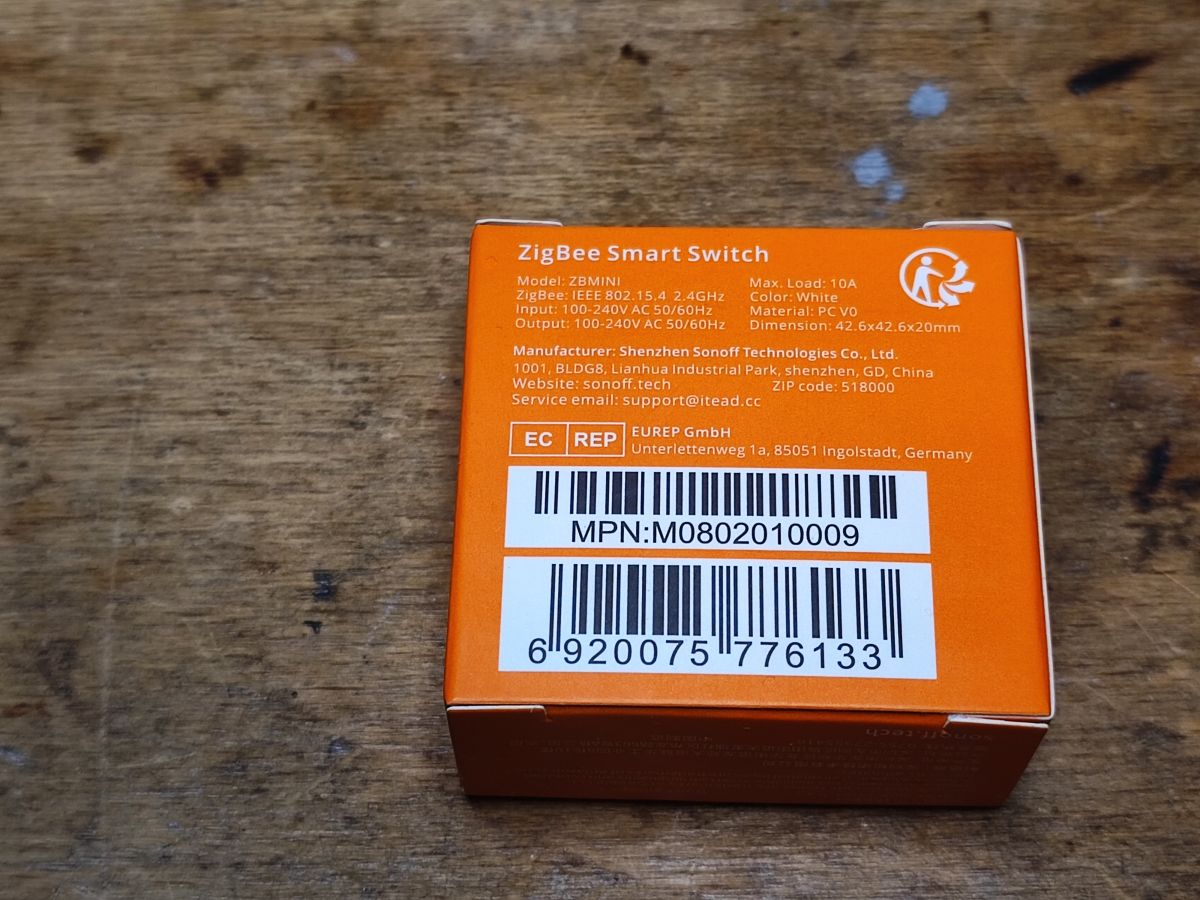 ZigBee Smart Switch
Model: ZBMINI
ZigBee: IEEE 802.15.4 2.4GHz
Input: 100-240V AC 50/60Hz
Output: 100-240V AC 50/60Hz
Max. Load: 10A
Color: White
Material: PC V0
Dimension: 42.6x42.6x20mm
Manufacturer: Shenzhen Sonoff Technologies Co., Ltd.
1001, BLDG8, Lianhua Industrial Park, shenzhen, GD, China
Website: sonoff.tech ZIP code: 518000
Service email: support@itead.cc
EC REP
EUREP GmbH
Unterlettenweg 1a, 85051 Ingolstadt, Germany
MPN:M0802010009
6 920075 776133
sonoff.tech